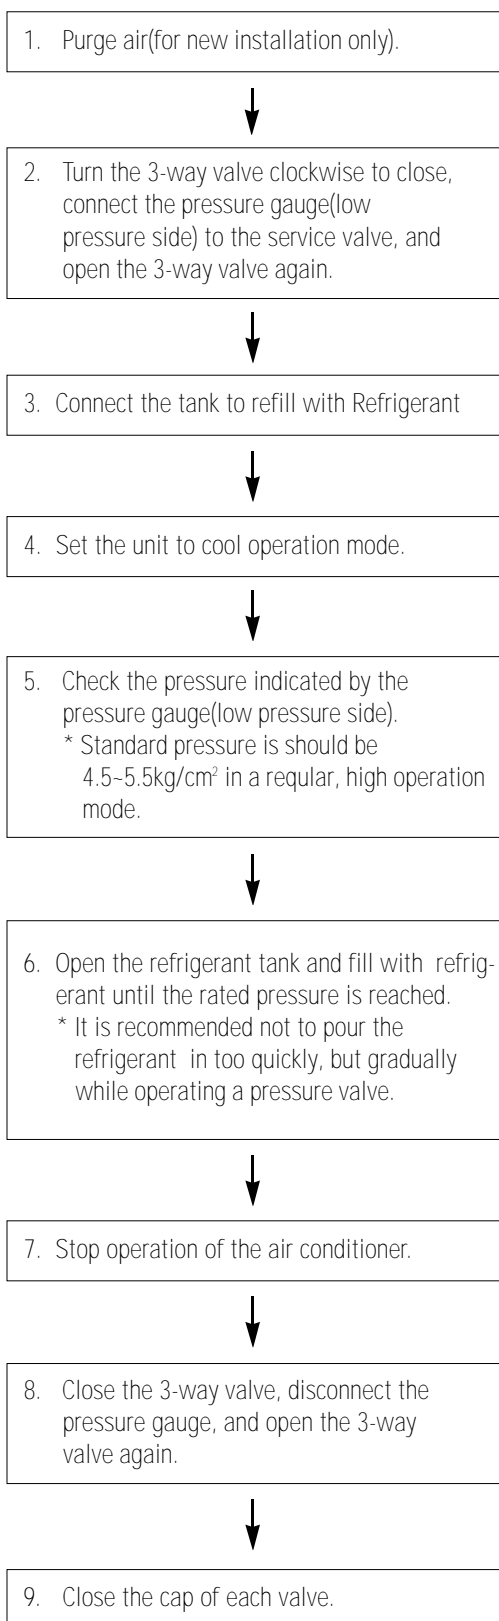 1. Purge air(for new installation only).
2. Turn the 3-way valve clockwise to close,
connect the pressure gauge(low
pressure side) to the service valve, and
open the 3-way valve again.
3. Connect the tank to refill with Refrigerant
4. Set the unit to cool operation mode.
5. Check the pressure indicated by the
pressure gauge(low pressure side).
* Standard pressure is should be
4.5~5.5kg/cm² in a reqular, high operation
mode.
6. Open the refrigerant tank and fill with refrig-
erant until the rated pressure is reached.
* It is recommended not to pour the
refrigerant in too quickly, but gradually
while operating a pressure valve.
7. Stop operation of the air conditioner.
8. Close the 3-way valve, disconnect the
pressure gauge, and open the 3-way
valve again.
9. Close the cap of each valve.